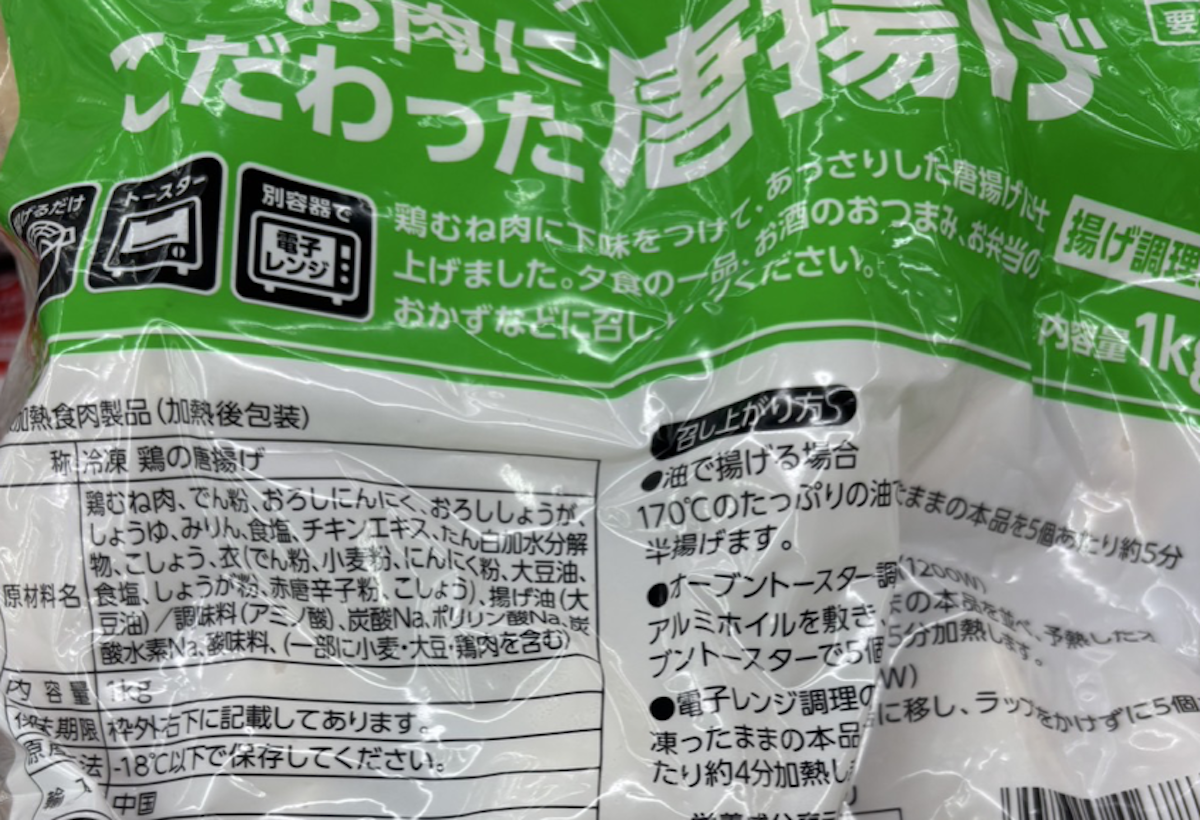 お肉に
こだわった唐揚げ
要
げるだけ
トースター
別容器で
電子
レンジ
鶏むね肉に下味をつけて、あっさりした唐揚げに仕
上げました。夕食の一品、お酒のおつまみ、お弁当の
おかずなどに召し ください。
揚げ調理
内容量 1kg
加熱食肉製品(加熱後包装)
称 冷凍 鶏の唐揚げ
原材料名
鶏むね肉、でん粉、おろしにんにく、おろししょうが、
しょうゆ、みりん、食塩、チキンエキス、たん白加水分解
物、こしょう、衣(でん粉、小麦粉、にんにく粉、大豆油、
食塩、しょうが粉、赤唐辛子粉、こしょう)、揚げ油(大
豆油)/調味料(アミノ酸)、炭酸Na、ポリリン酸Na、炭
酸水素Na、酸味料、(一部に小麦・大豆・鶏肉を含む)
内容量 1kg
期限 枠外右下に記載してあります。
法 -18℃以下で保存してください。
中国
召し上がり方
●油で揚げる場合
170℃のたっぷりの油で ままの本品を5個あたり約5分
半揚げます。
●オーブントースター調 (1200W)
アルミホイルを敷き、 まの本品を並べ、予熱したオ
ブントースターで5個 5分加熱します。
●電子レンジ調理の W)
凍ったままの本品 に移し、ラップをかけずに5個
たり約4分加熱し